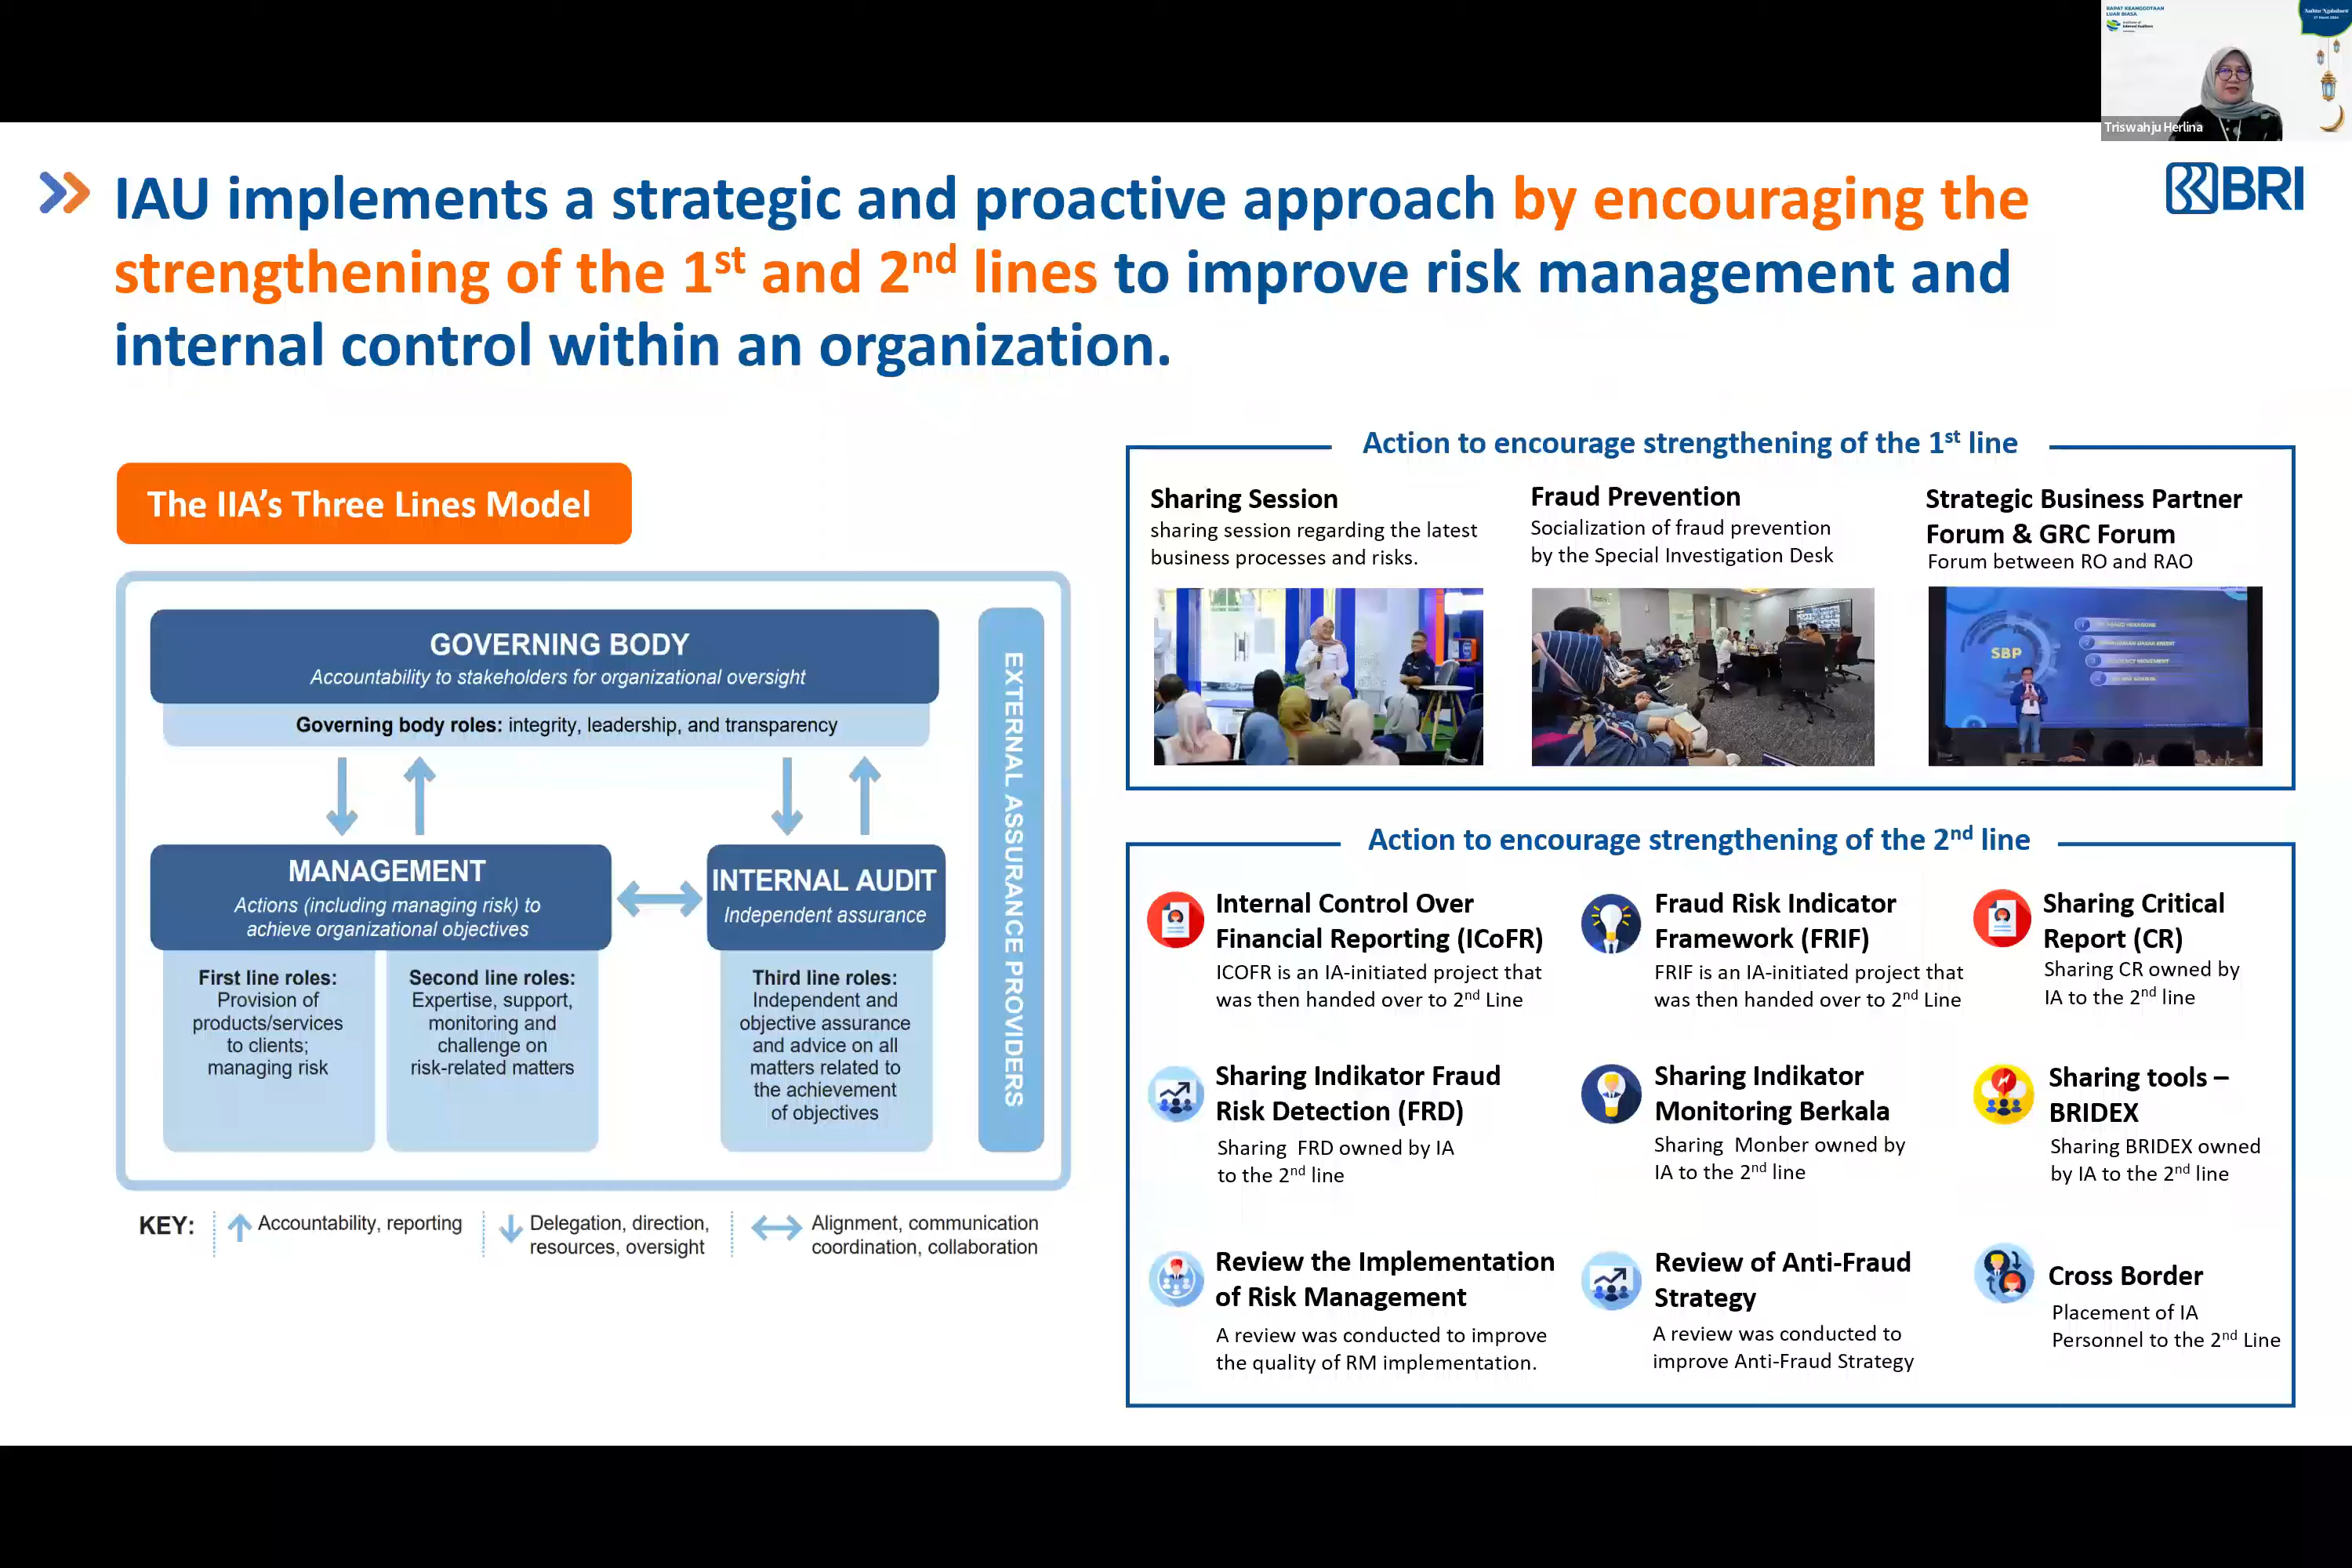 RAPAT KEANGGOTAAN
LUAR BIASA
Internal Auditors
Triswahju Herlina
IAU implements a strategic and proactive approach by encouraging the
strengthening of the 1st and 2nd lines to improve risk management and
internal control within an organization.
BRI
The IIA's Three Lines Model
GOVERNING BODY
Accountability to stakeholders for organizational oversight
Governing body roles: integrity, leadership, and transparency
MANAGEMENT
Actions (including managing risk) to
achieve organizational objectives
INTERNAL AUDIT
Independent assurance
First line roles:
Provision of
products/services
to clients;
managing risk
Second line roles:
Expertise, support,
monitoring and
challenge on
risk-related matters
Third line roles:
Independent and
objective assurance
and advice on all
matters related to
the achievement
of objectives
EXTERNAL ASSURANCE PROVIDERS
KEY:
Accountability, reporting
Delegation, direction,
resources, oversight
Alignment, communication
coordination, collaboration
Action to encourage strengthening of the 1st line
Sharing Session
sharing session regarding the latest
business processes and risks.
Fraud Prevention
Socialization of fraud prevention
by the Special Investigation Desk
Strategic Business Partner
Forum & GRC Forum
Forum between RO and RAO
SBP
Action to encourage strengthening of the 2nd line
Internal Control Over
Financial Reporting (ICoFR)
ICOFR is an IA-initiated project that
was then handed over to 2nd Line
Fraud Risk Indicator
Framework (FRIF)
FRIF is an IA-initiated project that
was then handed over to 2nd Line
Sharing Critical
Report (CR)
Sharing CR owned by
IA to the 2nd line
Sharing Indikator Fraud
Risk Detection (FRD)
Sharing FRD owned by IA
to the 2nd line
Sharing Indikator
Monitoring Berkala
Sharing Monber owned by
IA to the 2nd line
Sharing tools –
BRIDEX
Sharing BRIDEX owned
by IA to the 2nd line
Review the Implementation
of Risk Management
A review was conducted to improve
the quality of RM implementation.
Review of Anti-Fraud
Strategy
A review was conducted to
improve Anti-Fraud Strategy
Cross Border
Placement of IA
Personnel to the 2nd Line